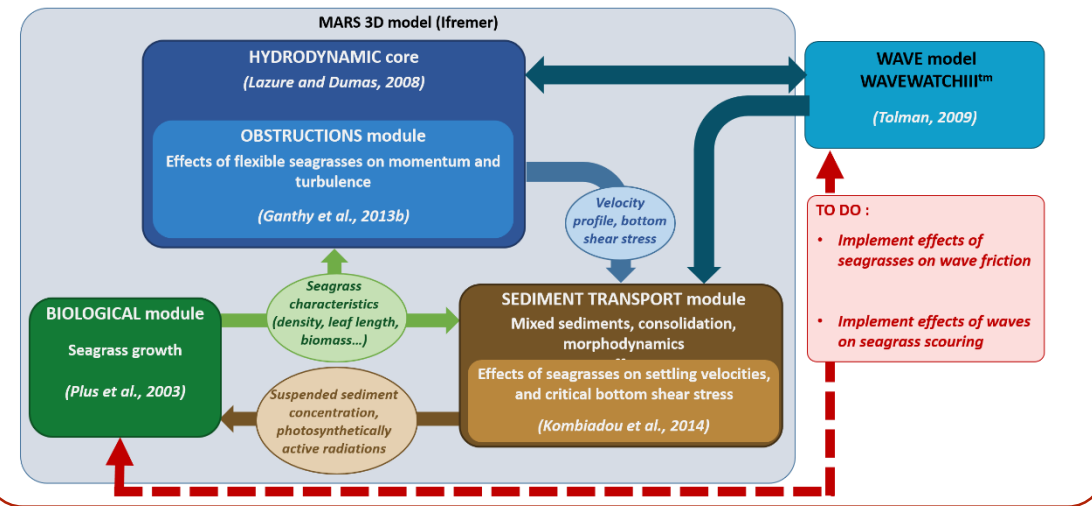 MARS 3D model (Ifremer)
HYDRODYNAMIC core
(Lazure and Dumas, 2008)
OBSTRUCTIONS module
Effects of flexible seagrasses on momentum and
turbulence
(Ganthy et al., 2013b)
WAVE model
WAVEWATCHIIItm
(Tolman, 2009)
Velocity
profile, bottom
shear stress
TO DO :
• Implement effects of
seagrasses on wave friction
• Implement effects of waves
on seagrass scouring
Seagrass
characteristics
(density, leaf length,
biomass...)
BIOLOGICAL module
Seagrass growth
(Plus et al., 2003)
SEDIMENT TRANSPORT module
Mixed sediments, consolidation,
morphodynamics
Effects of seagrasses on settling velocities,
and critical bottom shear stress
(Kombiadou et al., 2014)
Suspended sediment
concentration,
photosynthetically
active radiations